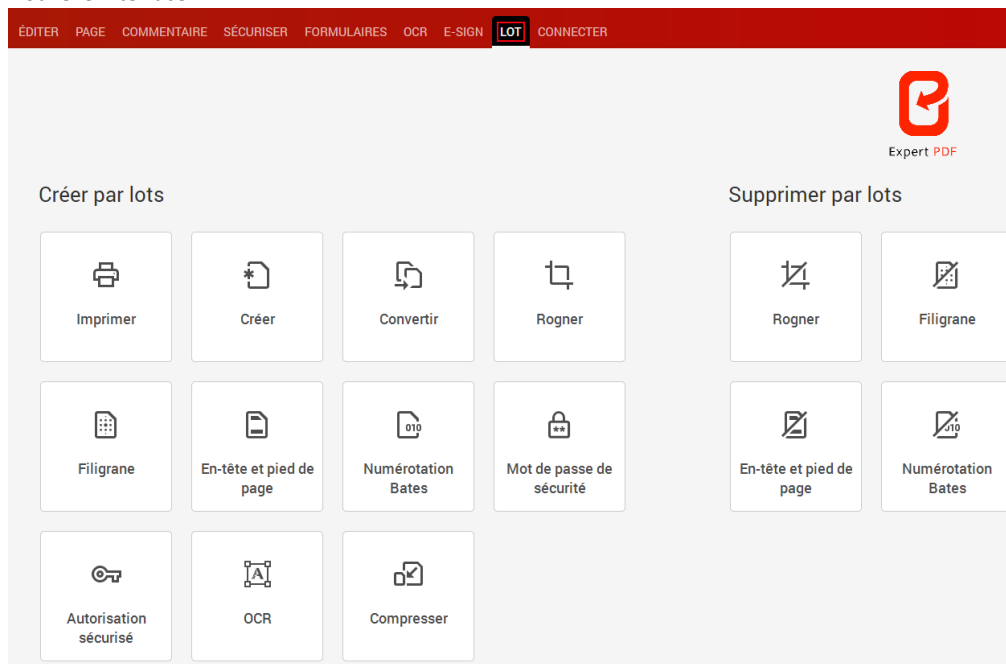 ÉDITER PAGE COMMENTAIRE SÉCURISER FORMULAIRES OCR E-SIGN LOT CONNECTER
Expert PDF
Créer par lots
Supprimer par lots
Imprimer
Créer
Convertir
Rogner
Rogner
Filigrane
Filigrane
En-tête et pied de
page
010
Numérotation
Bates
**
Mot de passe de
sécurité
En-tête et pied de
page
Numérotation
Bates
Autorisation
sécurisé
A
OCR
Compresser